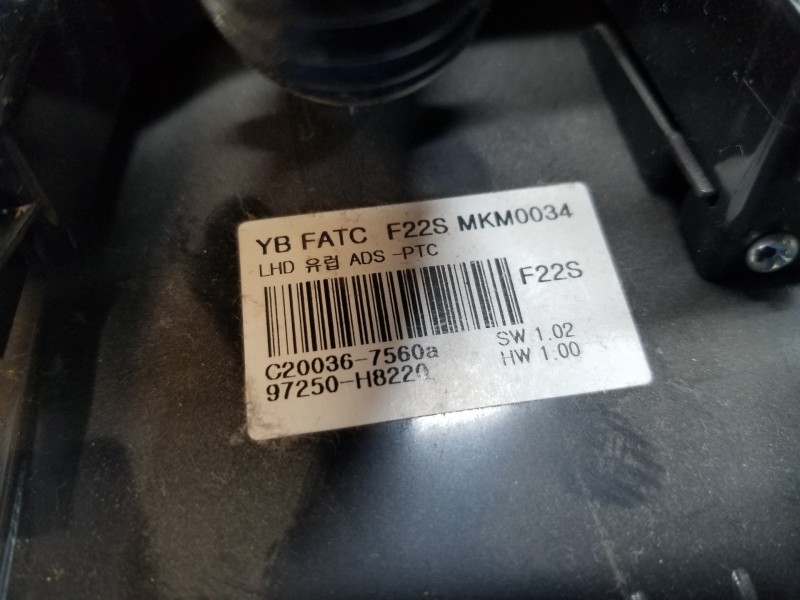 YB FATC F22S MKM0034
LHD 유럽 ADS -PTC
F22S
C20036-7560a
SW 1.02
97250-H8220
HW 1.00